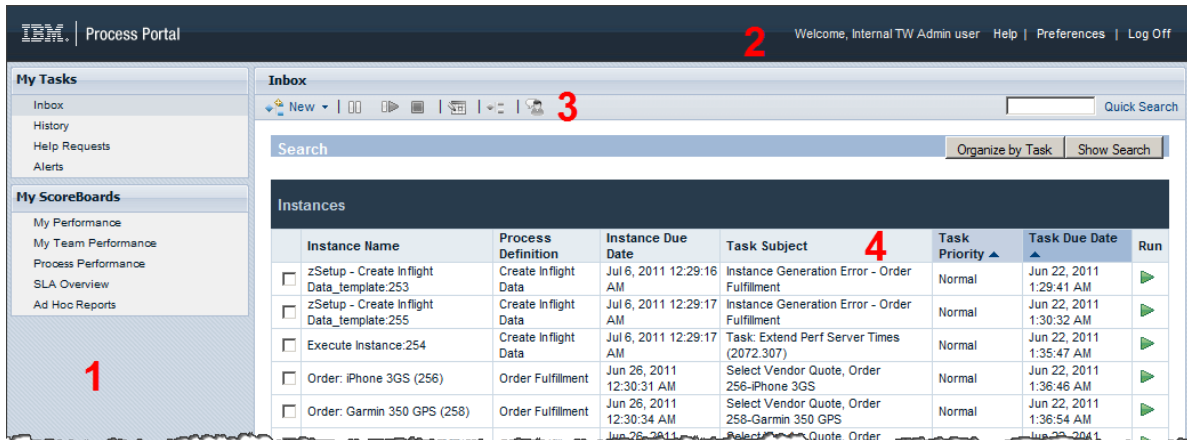 IBM. Process Portal
2
Welcome, Internal TW Admin user Help | Preferences | Log Off
My Tasks
Inbox
History
Help Requests
Alerts
My ScoreBoards
My Performance
My Team Performance
Process Performance
SLA Overview
Ad Hoc Reports
1
Inbox
New
3
Quick Search
Search
Organize by Task Show Search
Instances
4
Instance Name Process Definition Instance Due Date Task Subject Task Priority Task Due Date Run
zSetup - Create Inflight Create Inflight Jul 6, 2011 12:29:16 Instance Generation Error - Order Normal Jun 22, 2011
Data_template:253 Data AM Fulfillment 1:29:41 AM
zSetup - Create Inflight Create Inflight Jul 6, 2011 12:29:17 Instance Generation Error - Order Normal Jun 22, 2011
Data_template:255 Data AM Fulfillment 1:30:32 AM
Execute Instance:254 Create Inflight Jul 6, 2011 12:29:17 Task: Extend Perf Server Times Normal Jun 22, 2011
Data AM (2072.307) 1:35:47 AM
Order: iPhone 3GS (256) Order Fulfillment Jun 26, 2011 Select Vendor Quote, Order Normal Jun 22, 2011
12:30:31 AM 256-iPhone 3GS 1:36:46 AM
Order: Garmin 350 GPS (258) Order Fulfillment Jun 26, 2011 Select Vendor Quote, Order Normal Jun 22, 2011
12:30:34 AM 258-Garmin 350 GPS 1:36:54 AM
Quote, Order